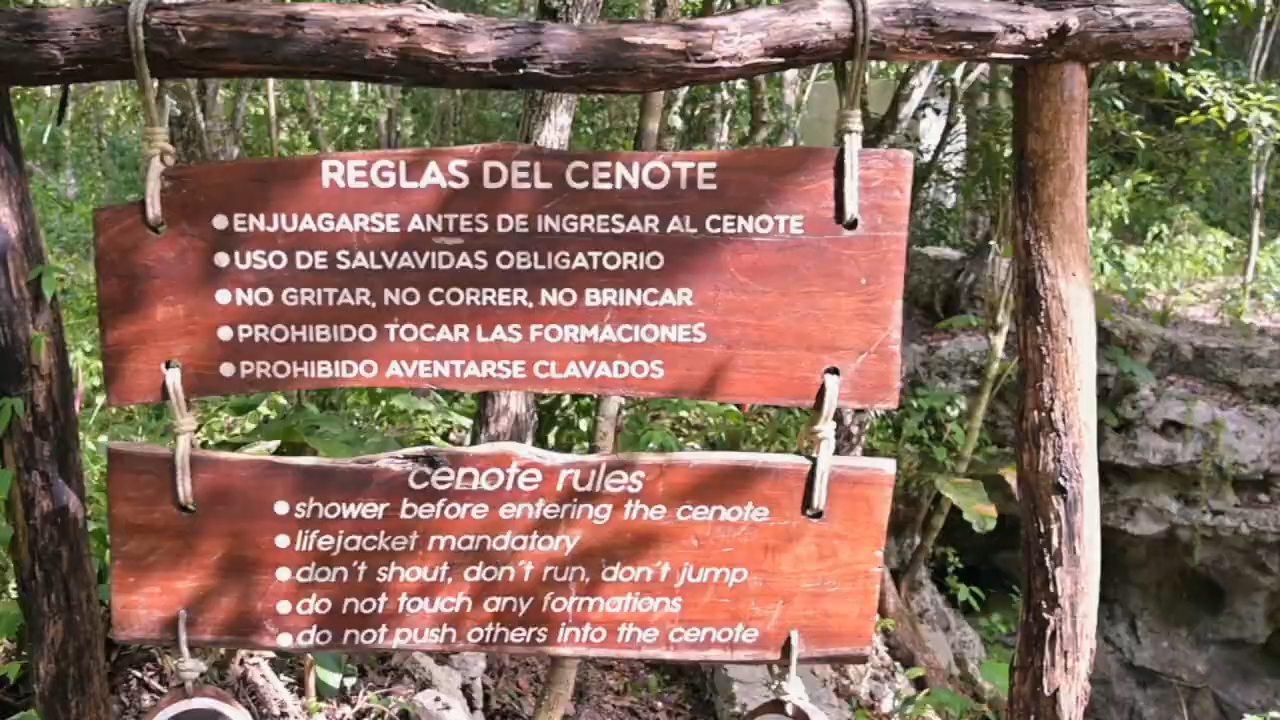 REGLAS DEL CENOTE
●ENJUAGARSE ANTES DE INGRESAR AL CENOTE
●USO DE SALVAVIDAS OBLIGATORIO
●NO GRITAR, NO CORRER, NO BRINCAR
●PROHIBIDO TOCAR LAS FORMACIONES
●PROHIBIDO AVENTARSE CLAVADOS
cenote rules
●shower before entering the cenote
●lifejacket mandatory
●don't shout, don't run, don't jump
●do not touch any formations
●do not push others into the cenote